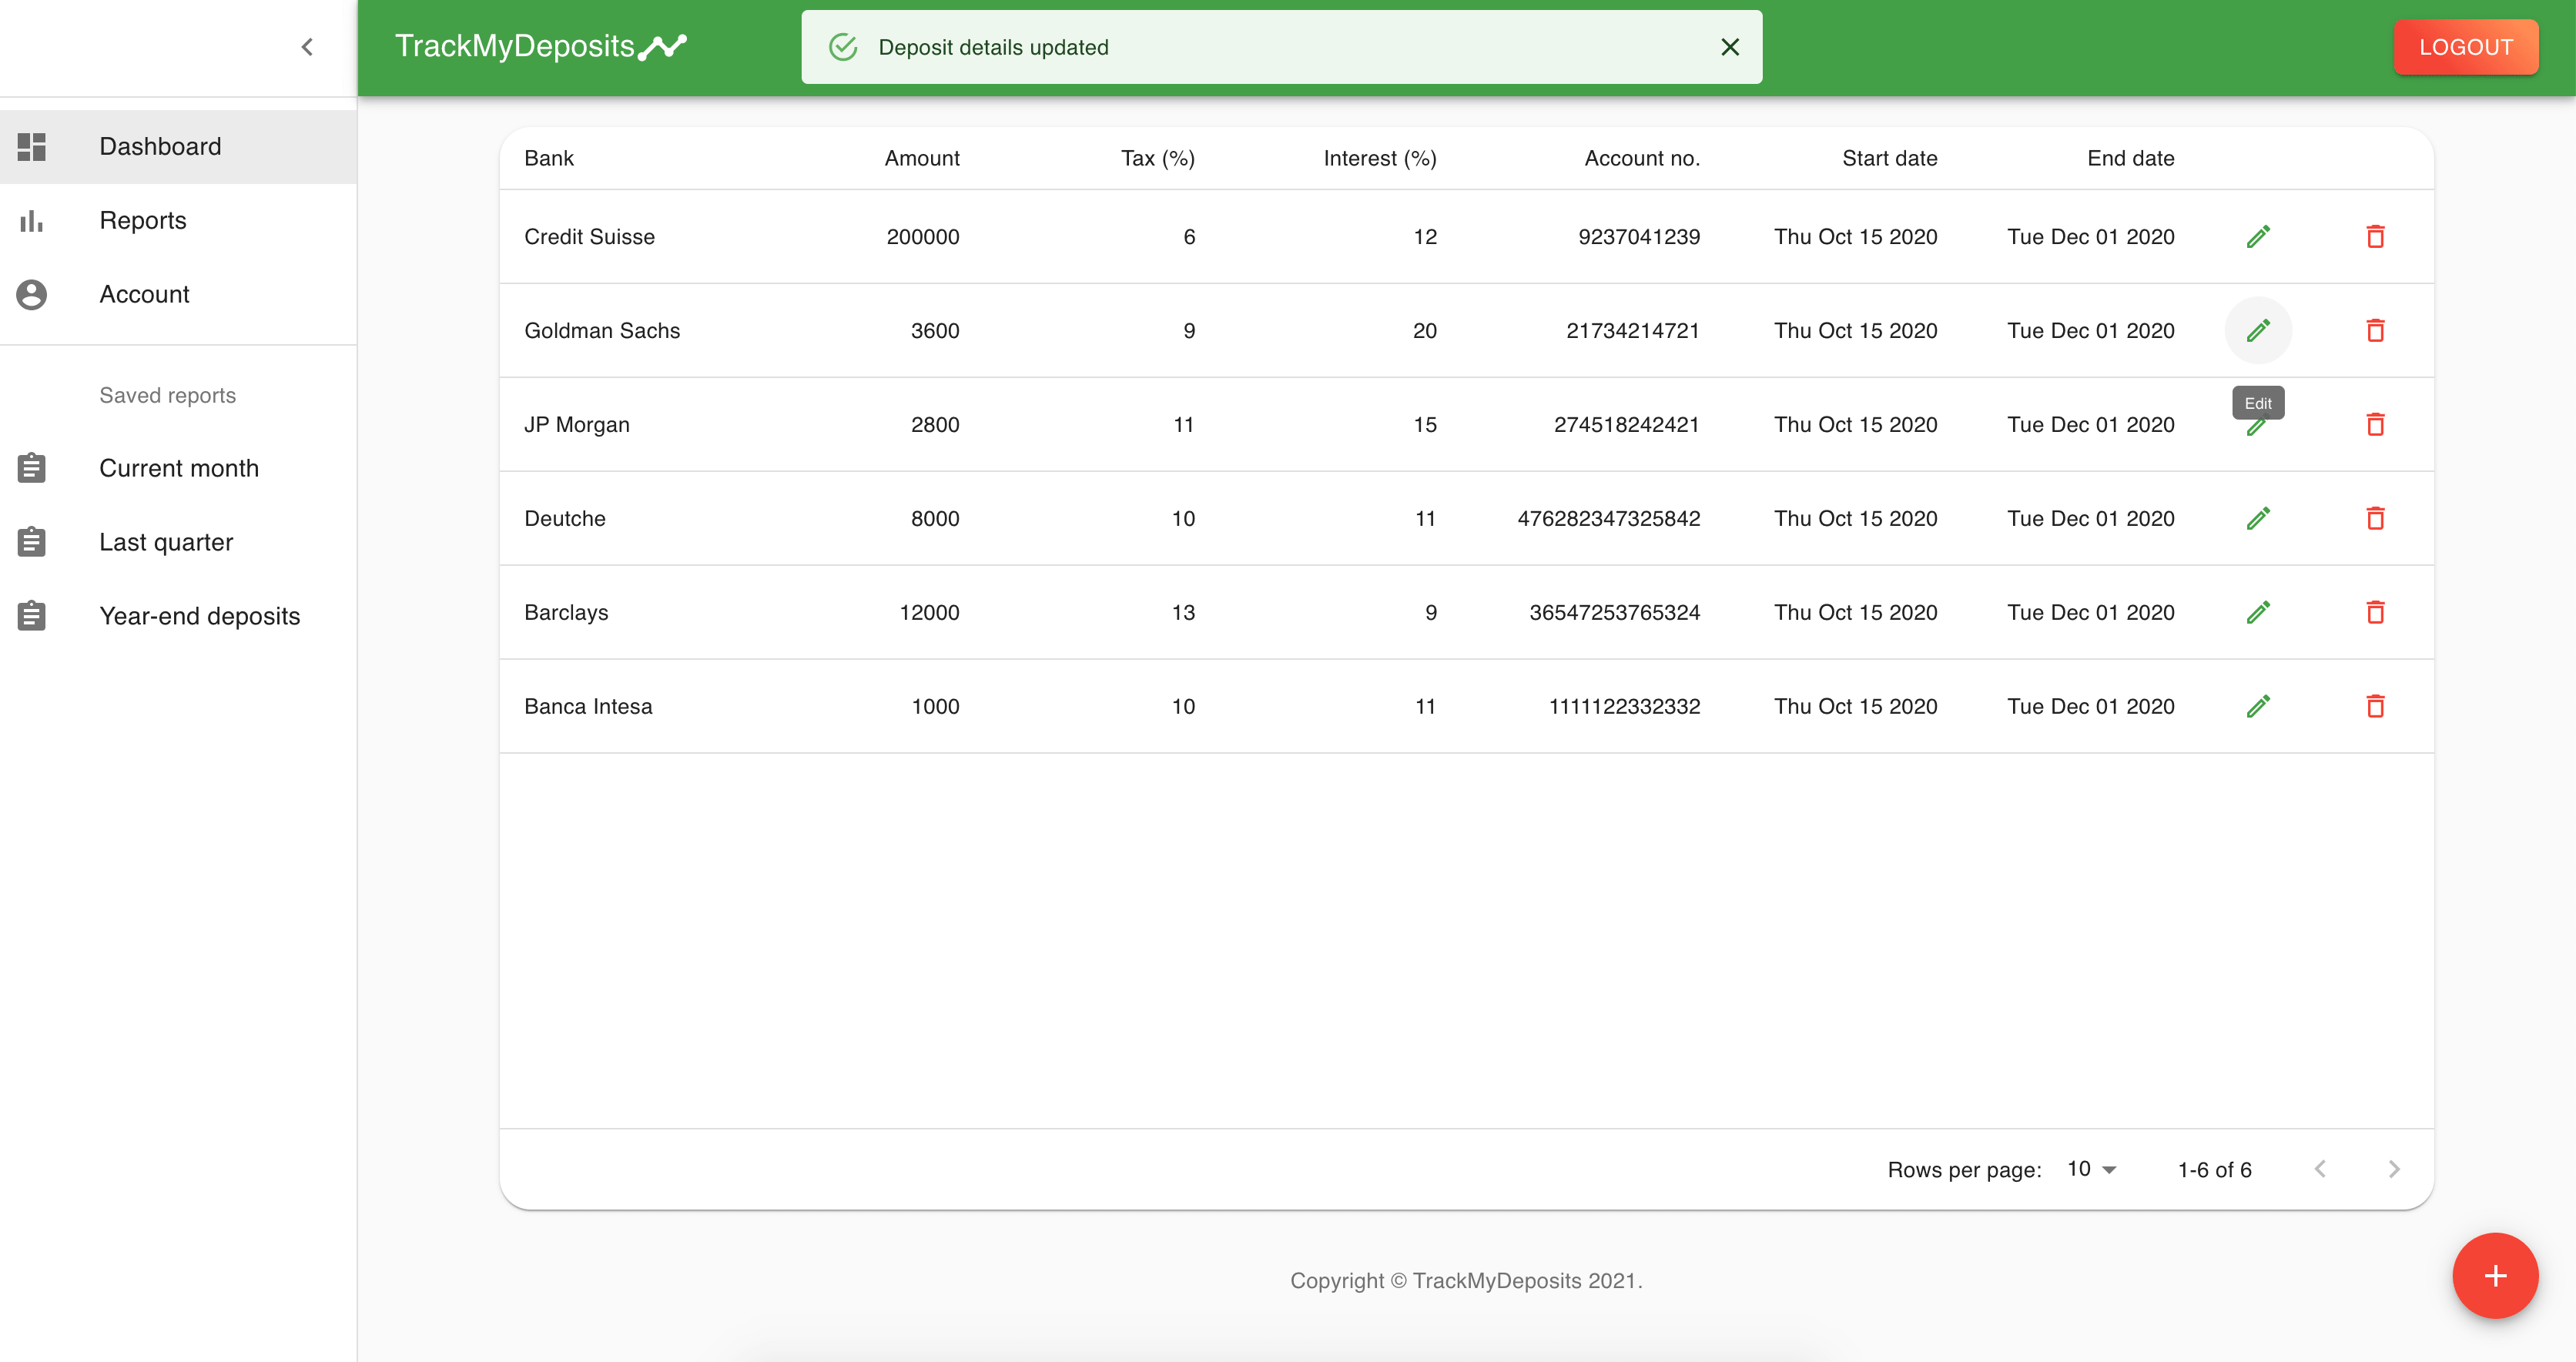 TrackMyDeposits
Deposit details updated
LOGOUT
Dashboard
Reports
Account
Saved reports
Current month
Last quarter
Year-end deposits
Bank Amount Tax (%) Interest (%) Account no. Start date End date
Credit Suisse 200000 6 12 9237041239 Thu Oct 15 2020 Tue Dec 01 2020
Goldman Sachs 3600 9 20 21734214721 Thu Oct 15 2020 Tue Dec 01 2020
Edit
JP Morgan 2800 11 15 274518242421 Thu Oct 15 2020 Tue Dec 01 2020
Deutche 8000 10 11 476282347325842 Thu Oct 15 2020 Tue Dec 01 2020
Barclays 12000 13 9 36547253765324 Thu Oct 15 2020 Tue Dec 01 2020
Banca Intesa 1000 10 11 1111122332332 Thu Oct 15 2020 Tue Dec 01 2020
Rows per page: 10 1-6 of 6
Copyright © TrackMyDeposits 2021.